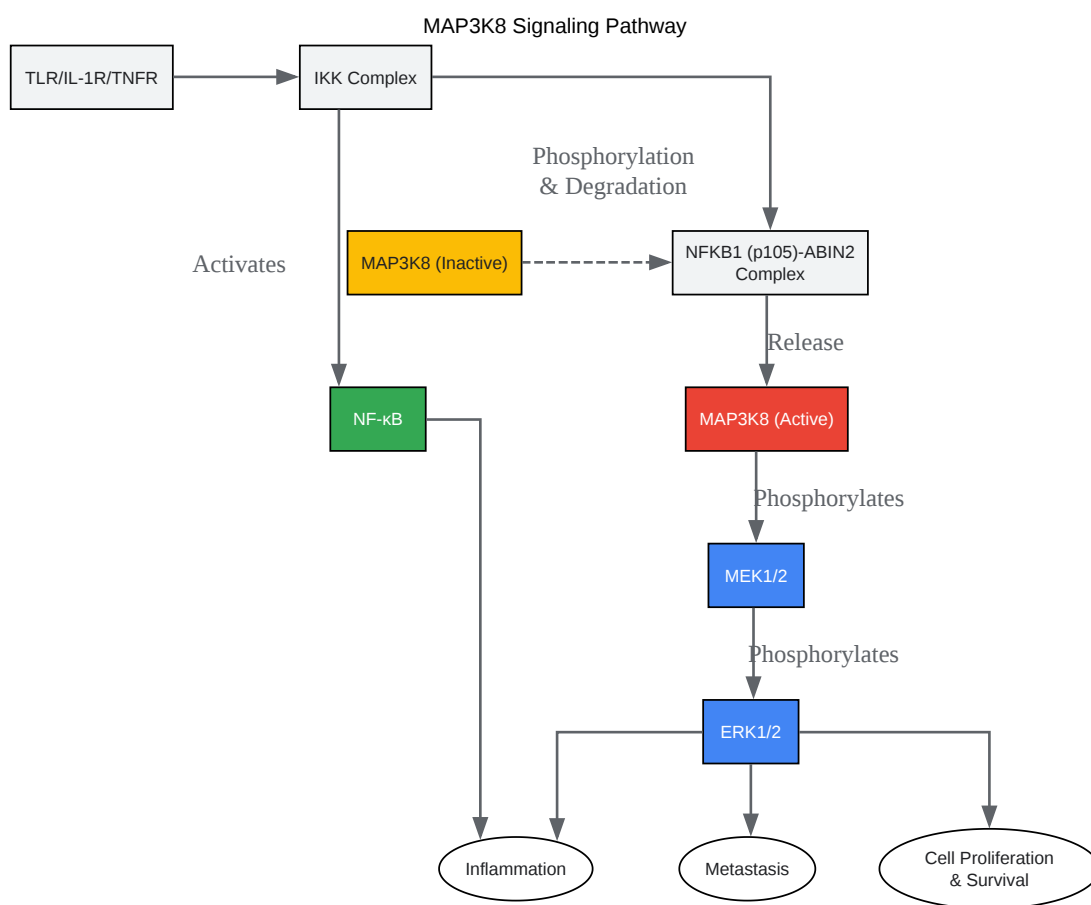 MAP3K8 Signaling Pathway
TLR/IL-1R/TNFR
IKK Complex
Phosphorylation
& Degradation
Activates
MAP3K8 (Inactive)
NFKB1 (p105)-ABIN2
Complex
Release
NF-κB
MAP3K8 (Active)
Phosphorylates
MEK1/2
Phosphorylates
ERK1/2
Inflammation
Metastasis
Cell Proliferation
& Survival